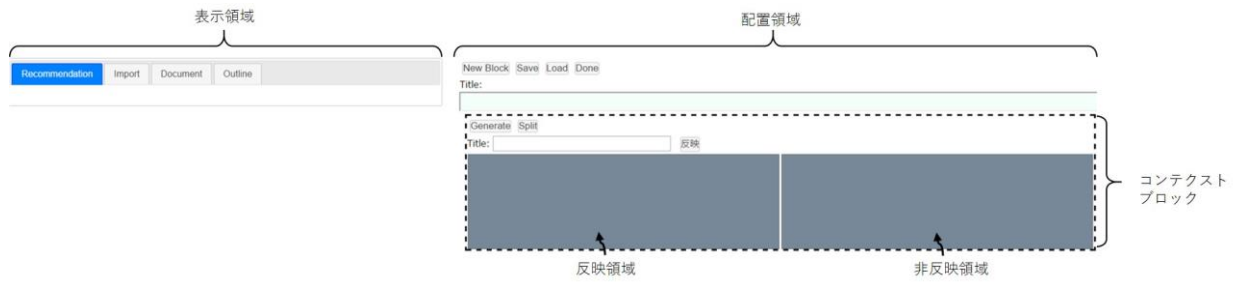 表示領域
配置領域
Recommendation Import Document Outline
New Block Save Load Done
Title:
Generate Split
Title: 反映
コンテクスト
ブロック
反映領域
非反映領域